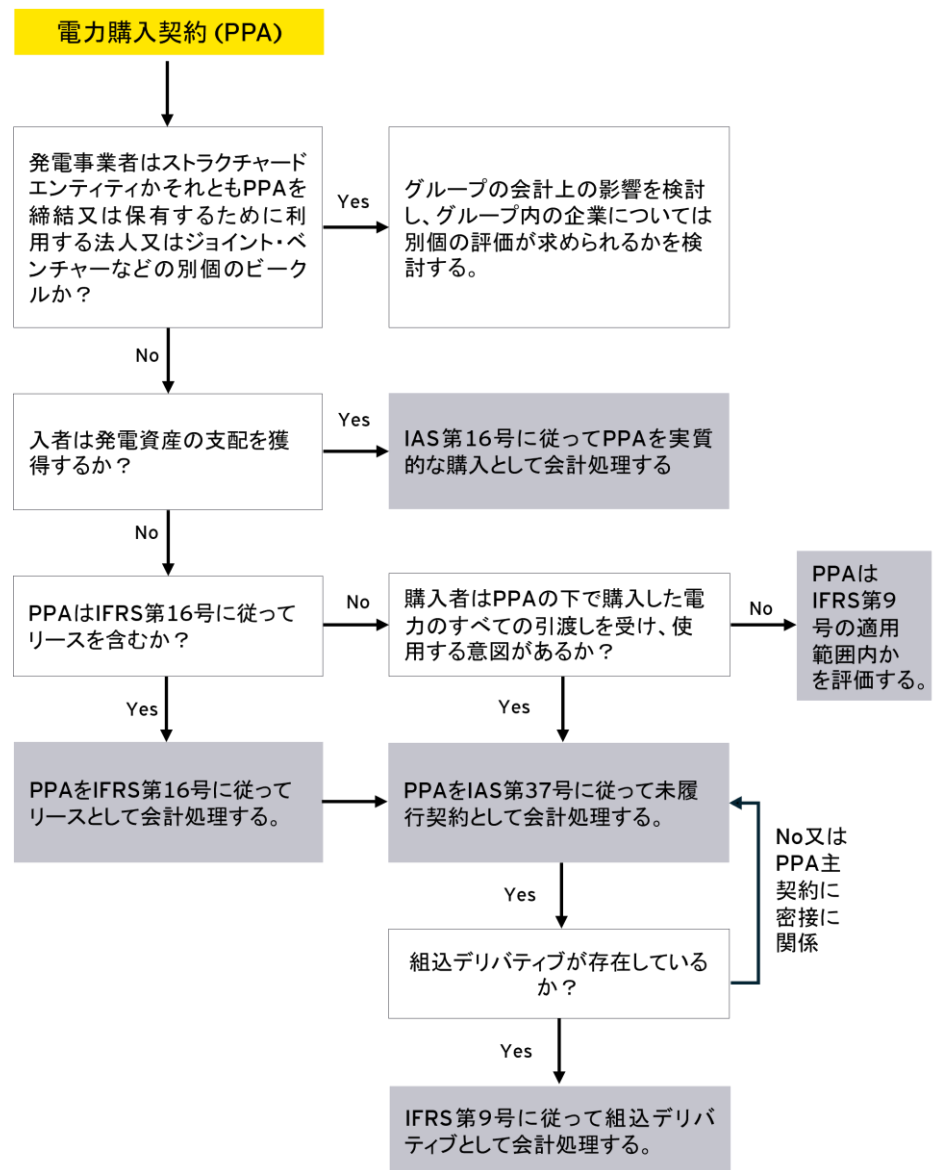 電力購入契約 (PPA)
発電事業者はストラクチャード
エンティティかそれともPPAを
締結又は保有するために利
用する法人又はジョイント・ベ
ンチャーなどの別個のビーク
ルか？
Yes
グループの会計上の影響を検討
し、グループ内の企業については
別個の評価が求められるかを検
討する。
No
入者は発電資産の支配を獲
得するか？
Yes
IAS第16号に従ってPPAを実質
的な購入として会計処理する
No
PPAはIFRS第16号に従って
リースを含むか？
No
購入者はPPAの下で購入した電
力のすべての引渡しを受け、使
用する意図があるか？
No
PPAは
IFRS第9
号の適用
範囲内か
を評価する。
Yes
Yes
PPAをIFRS第16号に従って
リースとして会計処理する。
PPAをIAS第37号に従って未履
行契約として会計処理する。
No又は
PPA主
契約に
密接に
関係
Yes
組込デリバティブが存在している
か？
Yes
IFRS第9号に従って組込デリバ
ティブとして会計処理する。